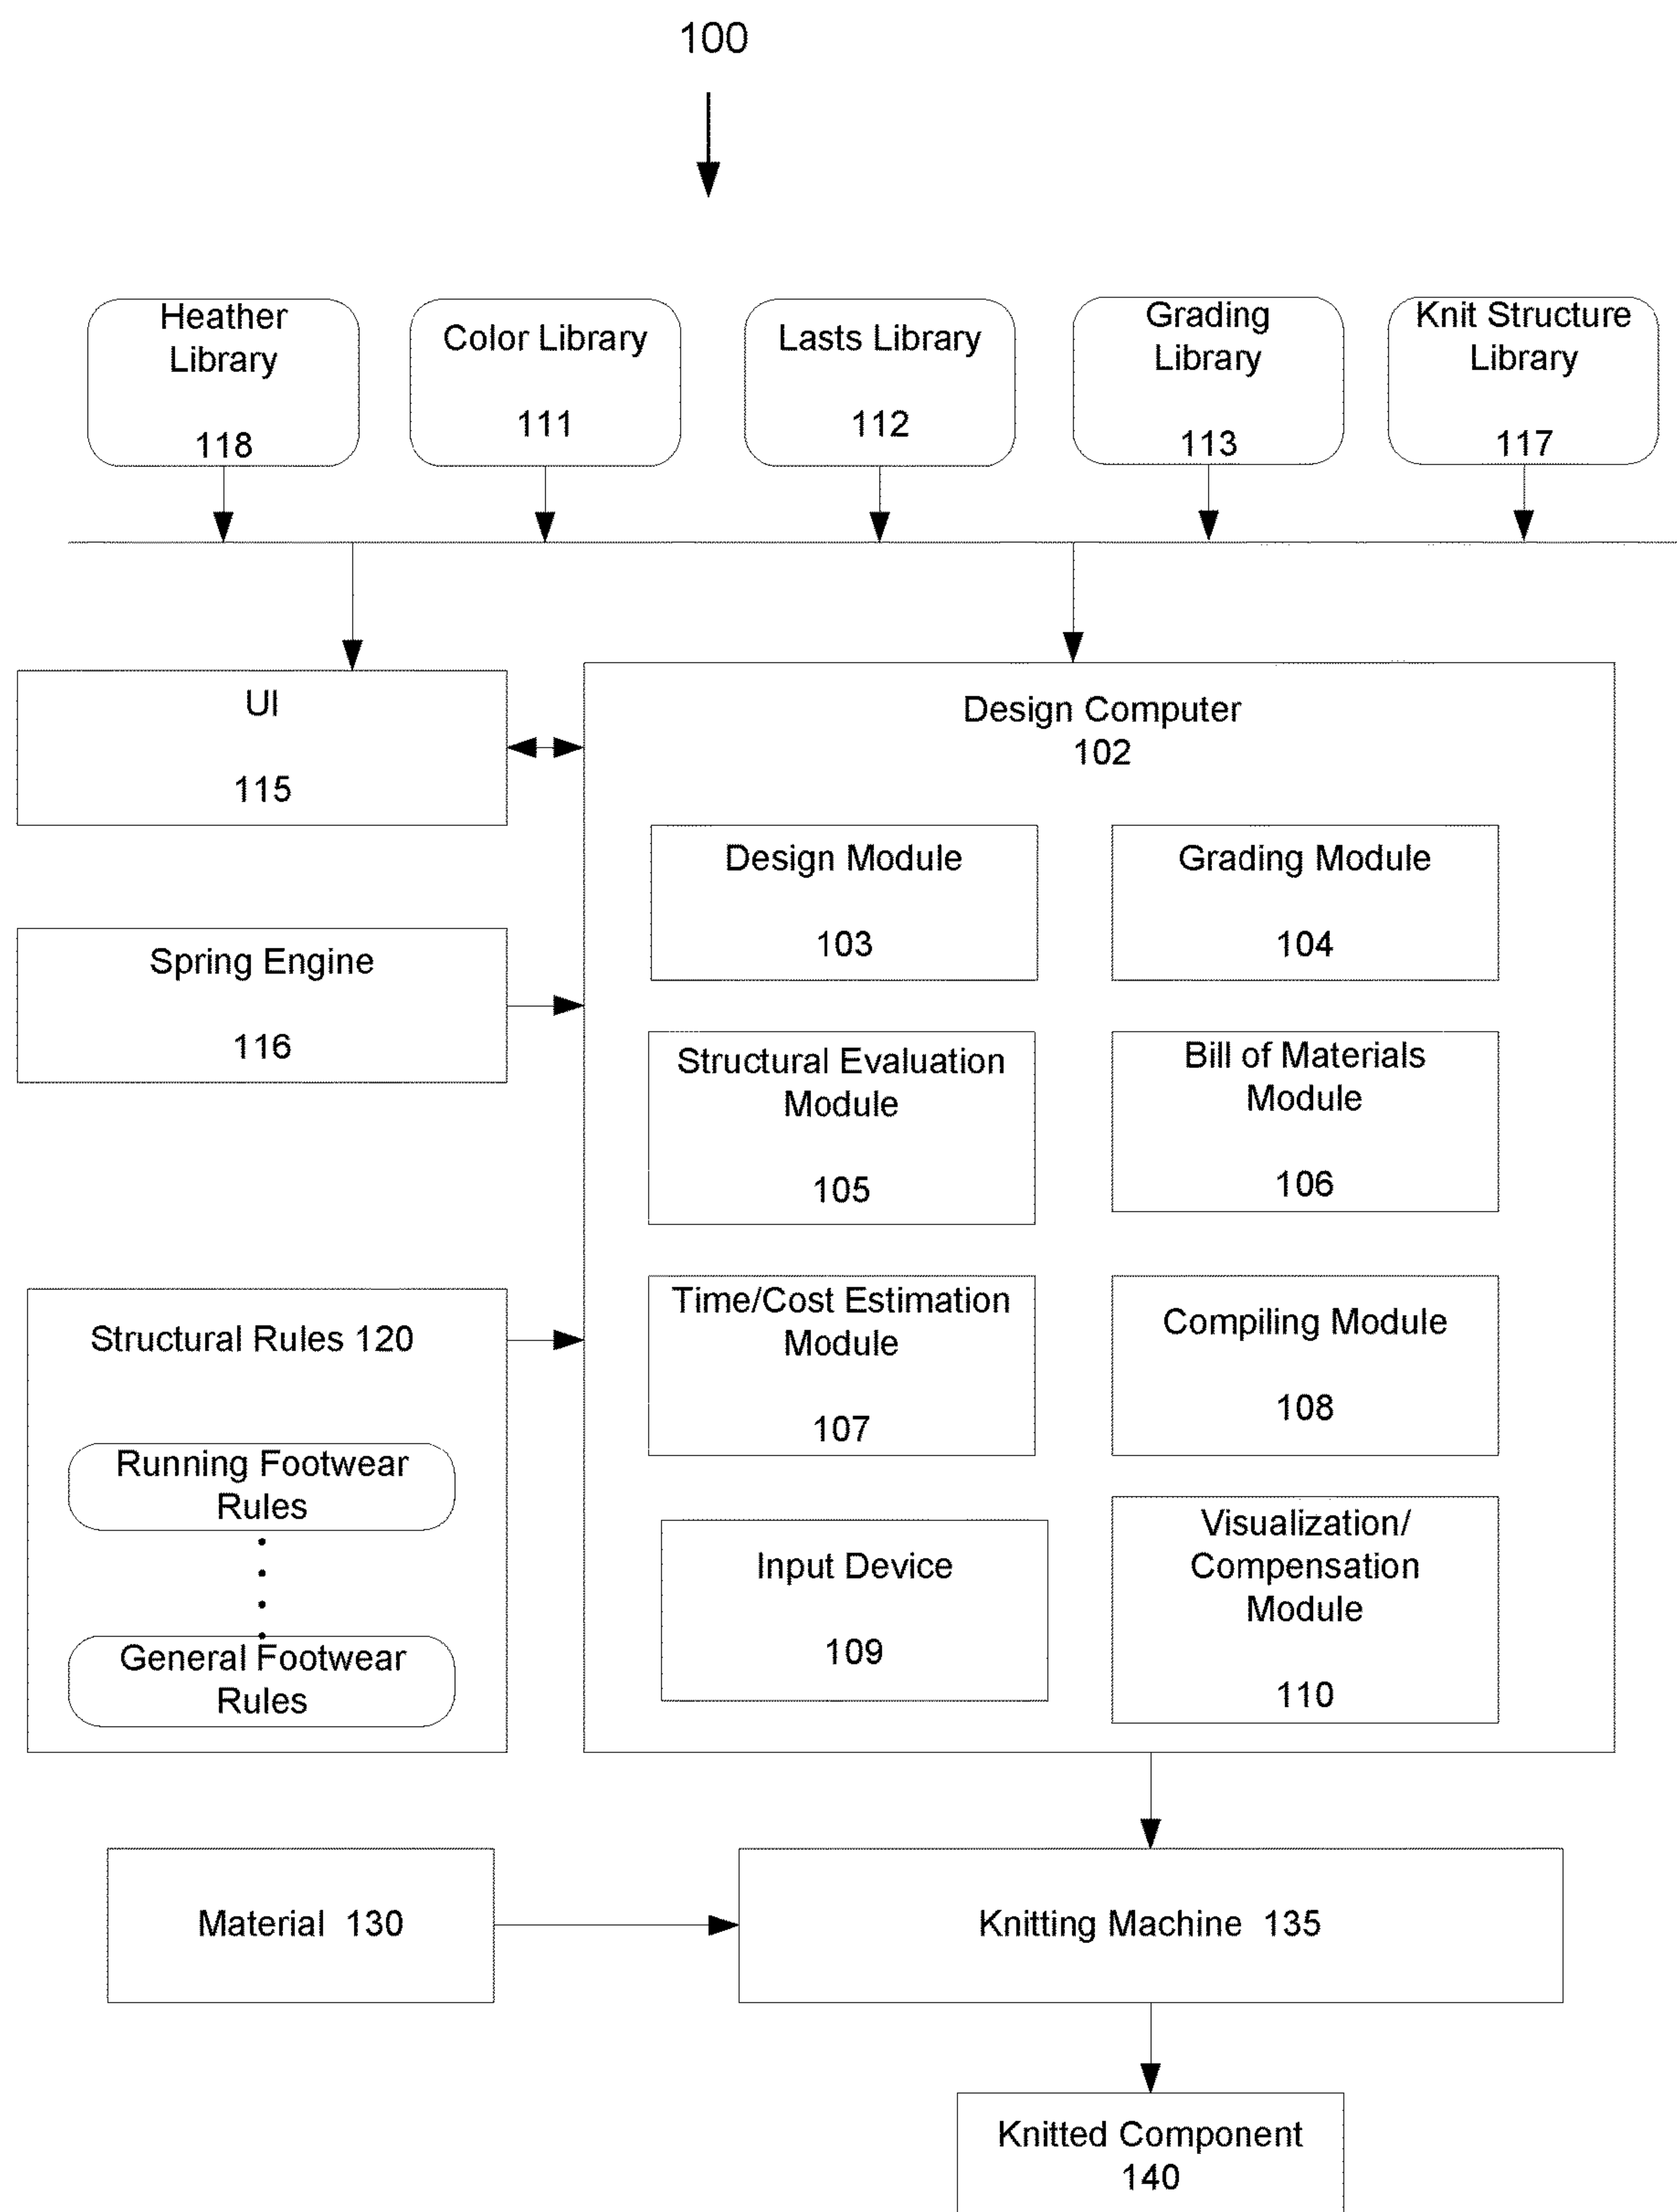 100
Heather
Library
118
Color Library
111
Lasts Library
112
Grading
Library
113
Knit Structure
Library
117
UI
115
Design Computer
102
Design Module
103
Grading Module
104
Spring Engine
116
Structural Evaluation
Module
105
Bill of Materials
Module
106
Structural Rules 120
Running Footwear
Rules
General Footwear
Rules
Time/Cost Estimation
Module
107
Compiling Module
108
Input Device
109
Visualization/
Compensation
Module
110
Material 130
Knitting Machine 135
Knitted Component
140